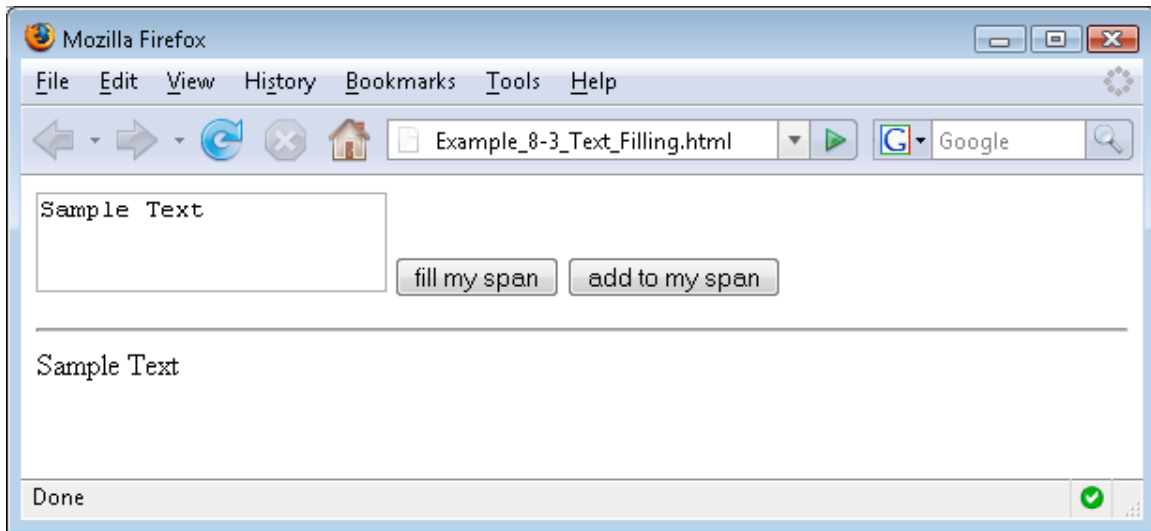 Mozilla Firefox
File Edit View History Bookmarks Tools Help
Example_8-3_Text_Filling.html G Google
Sample Text
fill my span add to my span
Sample Text
Done